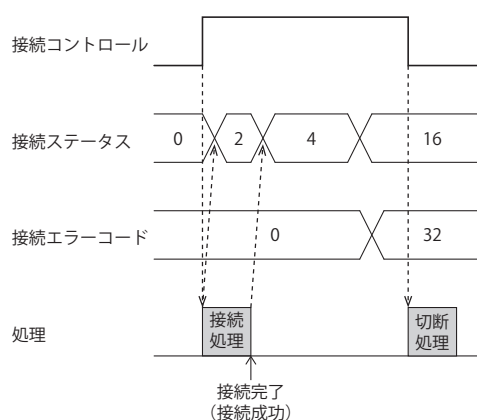 接続コントロール
接続ステータス
0
2
4
16
接続エラーコード
0
32
処理
接続
処理
切断
処理
接続完了
（接続成功）